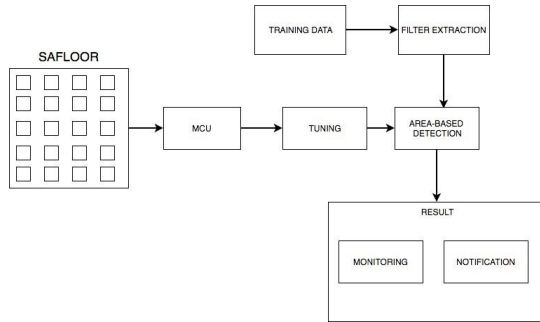 TRAINING DATA
FILTER EXTRACTION
SAFLOOR
MCU
TUNING
AREA-BASED
DETECTION
RESULT
MONITORING
NOTIFICATION